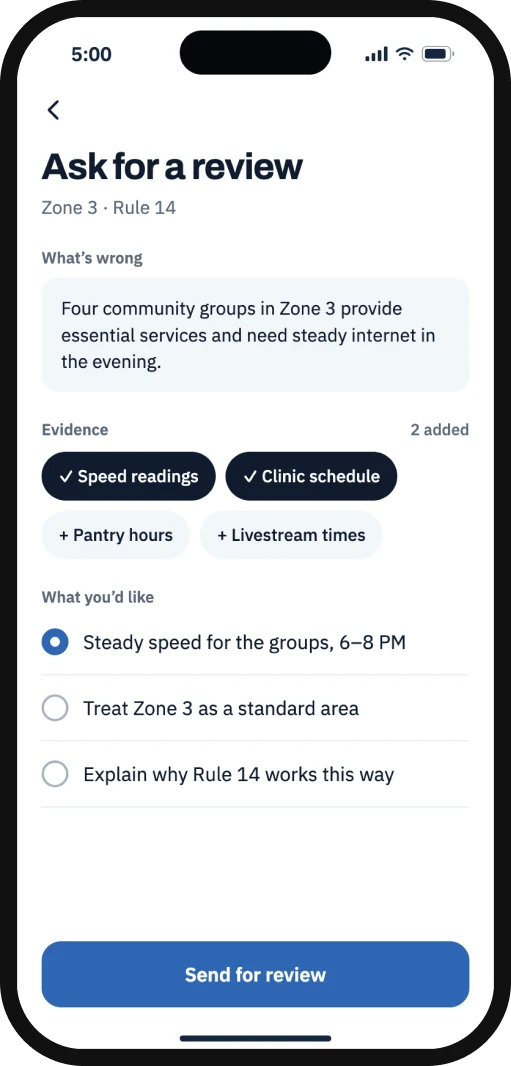 5:00
Ask for a review
Zone 3 · Rule 14
What’s wrong
Four community groups in Zone 3 provide
essential services and need steady internet in
the evening.
Evidence
2 added
✓ Speed readings
✓ Clinic schedule
+ Pantry hours
+ Livestream times
What you’d like
Steady speed for the groups, 6–8 PM
Treat Zone 3 as a standard area
Explain why Rule 14 works this way
Send for review